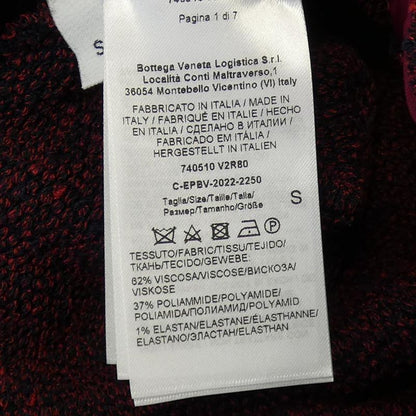 Pagina 1 di 7
S
Bottega Veneta Logistica S.r.l.
Località Conti Maltraverso,1
36054 Montebello Vicentino (VI) Italy
FABBRICATO IN ITALIA / MADE IN
ITALY / FABRIQUÉ EN ITALIE / HECHO
EN ITALIA / СДЕЛАНО В ИТАЛИИ /
FABRICADO EM ITÁLIA /
HERGESTELLT IN ITALIEN
740510 V2R80
C-EPBV-2022-2250
Taglia/Size/Taille/Talla/
Размер/Tamanho/Größe
S
TESSUTO/FABRIC/TISSU/TEJIDO/
ТКАНЬ/TECIDO/GEWEBE:
62% VISCOSA/VISCOSE/ВИСКОЗА/
VISKOSE
37% POLIAMMIDE/POLYAMIDE/
POLIAMIDA/ПОЛИАМИД/POLYAMID
1% ELASTAN/ELASTANE/ÉLASTHANNE/
ELASTANO/ЭЛАСТАН/ELASTHAN